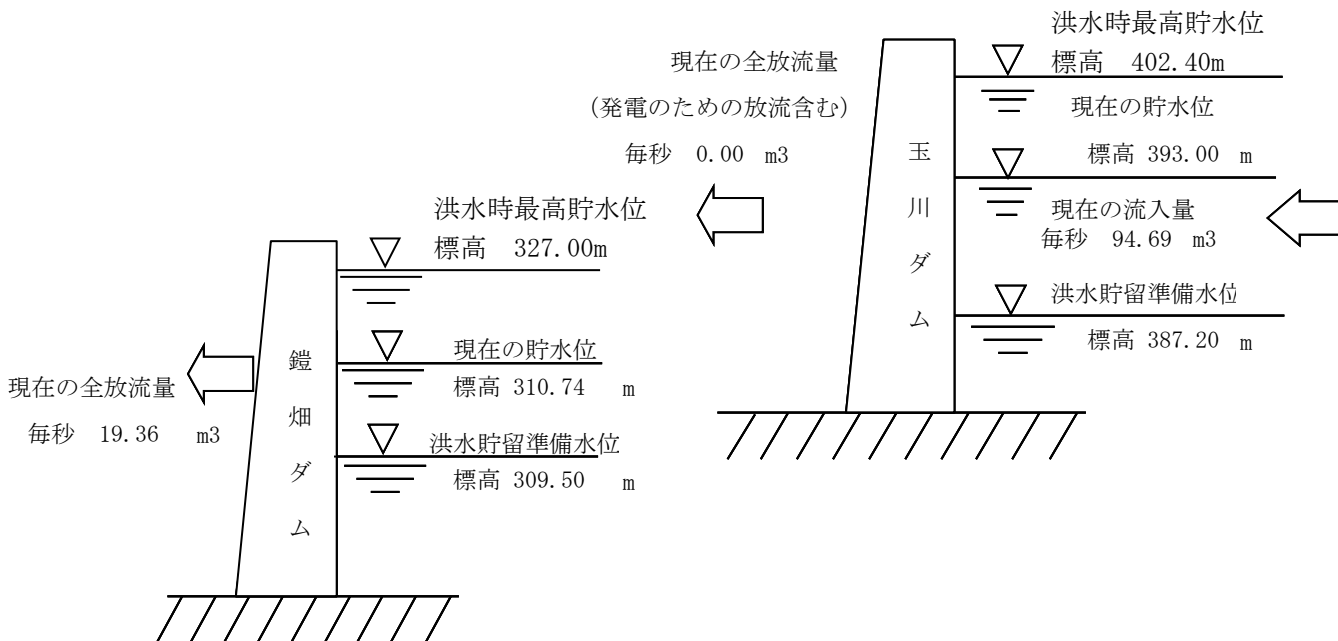 洪水時最高貯水位
標高 402.40m
現在の全放流量
(発電のための放流含む)
毎秒 0.00 m3
現在の貯水位
標高 393.00 m
玉川ダム
現在の流入量
毎秒 94.69 m3
洪水貯留準備水位
標高 387.20 m
洪水時最高貯水位
標高 327.00m
鎧畑ダム
現在の貯水位
標高 310.74 m
現在の全放流量
毎秒 19.36 m3
洪水貯留準備水位
標高 309.50 m